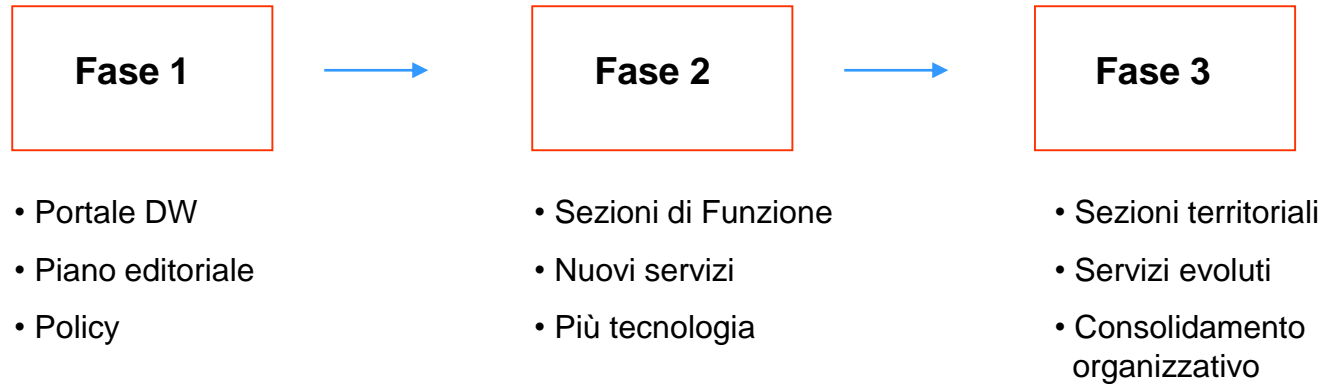 Fase 1
Fase 2
Fase 3
• Portale DW
• Piano editoriale
• Policy
• Sezioni di Funzione
• Nuovi servizi
• Più tecnologia
• Sezioni territoriali
• Servizi evoluti
• Consolidamento
organizzativo